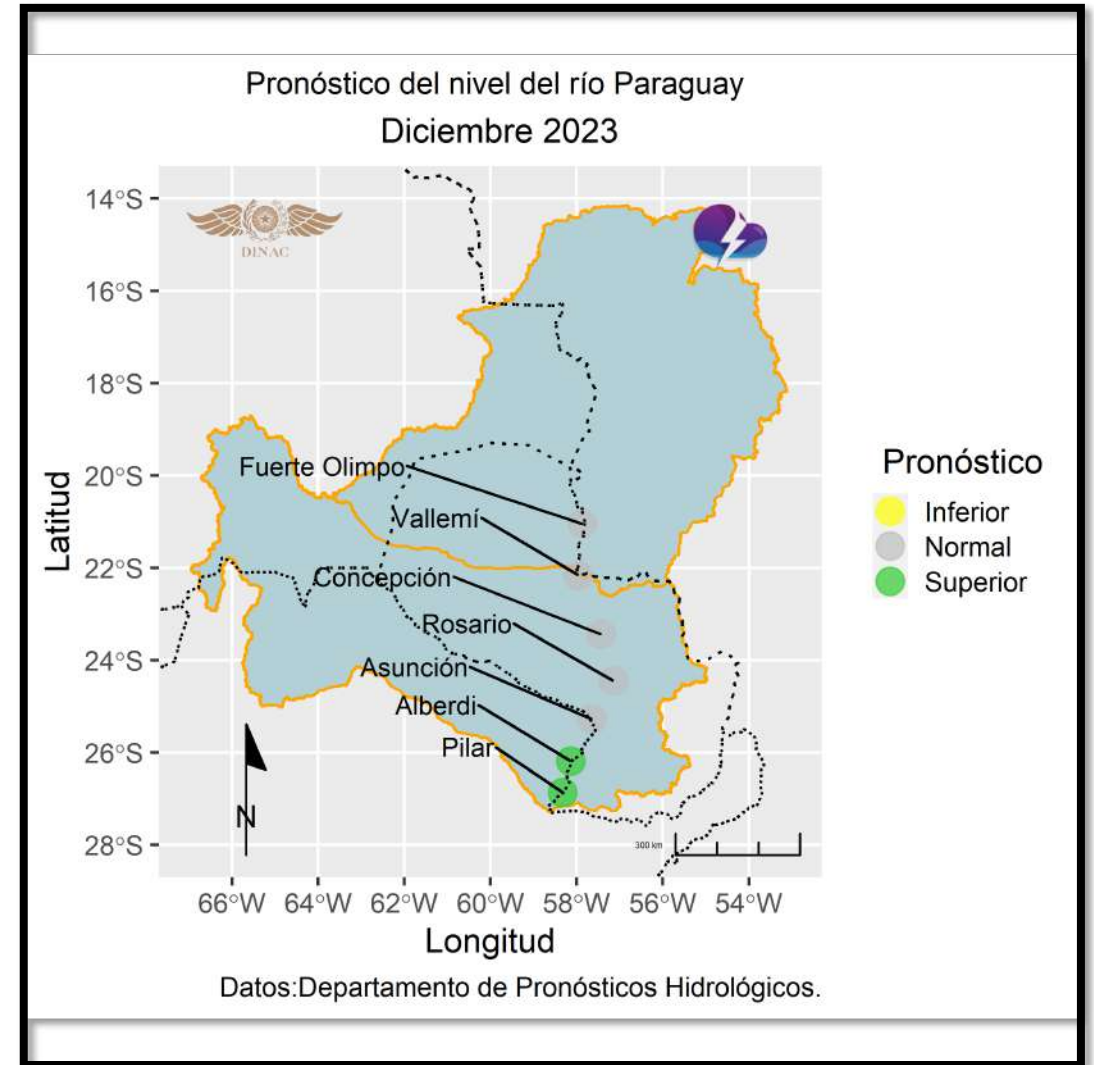 Pronóstico del nivel del río Paraguay
Diciembre 2023
14°S
16°S
18°S
20°S
22°S
24°S
26°S
28°S
DINAC
Fuerte Olimpo
Vallemí
Concepción
Rosario
Asunción
Alberdi
Pilar
N
300 km
66°W 64°W 62°W 60°W 58°W 56°W 54°W
Latitud
Longitud
Pronóstico
Inferior
Normal
Superior
Datos:Departamento de Pronósticos Hidrológicos.